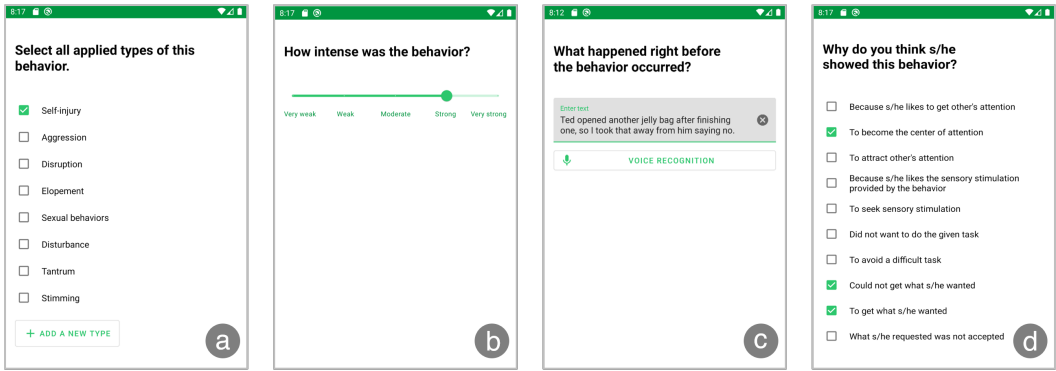 8:17
Select all applied types of this
behavior.
Self-injury
Aggression
Disruption
Elopement
Sexual behaviors
Disturbance
Tantrum
Stimming
+ ADD A NEW TYPE
a
8:17
How intense was the behavior?
Very weak Weak Moderate Strong Very strong
b
8:12
What happened right before
the behavior occurred?
Enter text
Ted opened another jelly bag after finishing
one, so I took that away from him saying no.
VOICE RECOGNITION
c
8:17
Why do you think s/he
showed this behavior?
Because s/he likes to get other's attention
To become the center of attention
To attract other's attention
Because s/he likes the sensory stimulation
provided by the behavior
To seek sensory stimulation
Did not want to do the given task
To avoid a difficult task
Could not get what s/he wanted
To get what s/he wanted
What s/he requested was not accepted
d